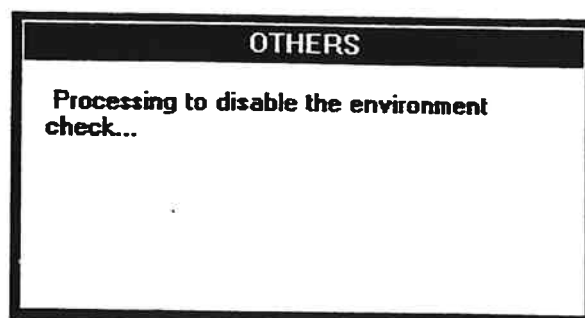 OTHERS
Processing to disable the environment
check...